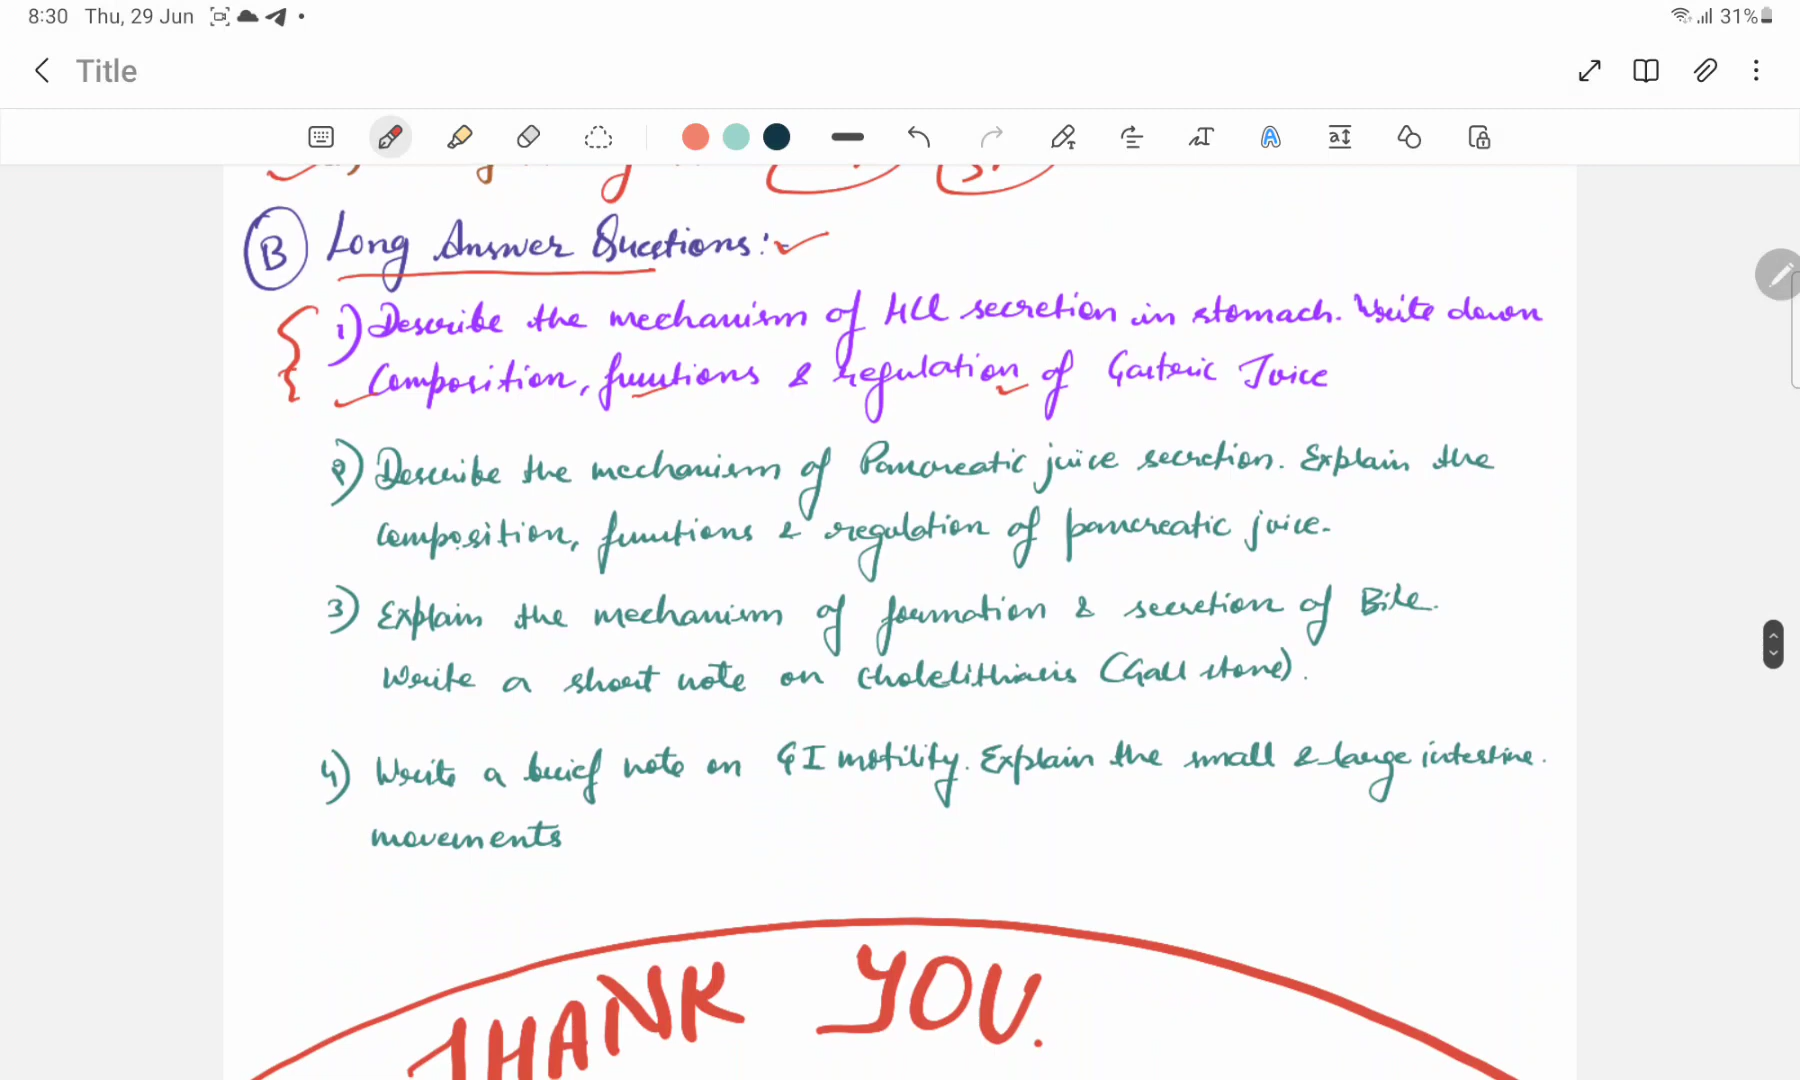 8:30 Thu, 29 Jun 31%
Title
B Long Answer Questions:-
1) Describe the mechanism of HCl secretion in stomach. Write down
Composition, functions & regulation of Gastric Juice
2) Describe the mechanism of Pancreatic juice secretion. Explain the
Composition, functions & regulation of pancreatic juice.
3) Explain the mechanism of formation & secretion of Bile.
Write a short note on Cholelithiasis (Gall stone).
4) Write a brief note on GI motility. Explain the small & large intestine.
movements
THANK YOU.